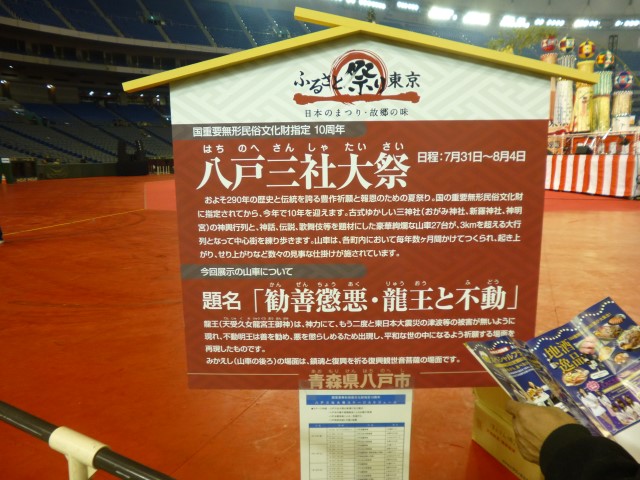 ふるさと祭り東京
日本のまつり・故郷の味
国重要無形民俗文化財指定 10周年
はちのへさんしゃたいさい
八戸三社大祭
日程:7月31日〜8月4日
およそ290年の歴史と伝統を誇る豊作祈願と報恩のための夏祭り。国の重要無形民俗文化財
に指定されてから、今年で10年を迎えます。古式ゆかしい三神社(おがみ神社、新羅神社、神明
宮)の神輿行列と、神話、伝説、歌舞伎等を題材にした豪華絢爛な山車27台が、3kmを超える大行
列となって中心街を練り歩きます。山車は、各町内において毎年数ヶ月間かけてつくられ、起き上
がり、せり上がりなど数々の見事な仕掛けが施されています。
今回展示の山車について
かんぜんちょうあく りゅうおう ふどう
題名「勧善懲悪・龍王と不動」
龍王(天受久女龍宮王御神)は、神力にて、もう二度と東日本大震災の津波等の被害が無いように
現れ、不動明王は善を勧め、悪を懲らしめるため出現し、平和な世の中になるよう祈願する場面を
再現したものです。
みかえし(山車の後ろ)の場面は、鎮魂と復興を祈る復興観世音菩薩の場面です。
あおもりけんはちのへし
青森県八戸市
地酒
逸品